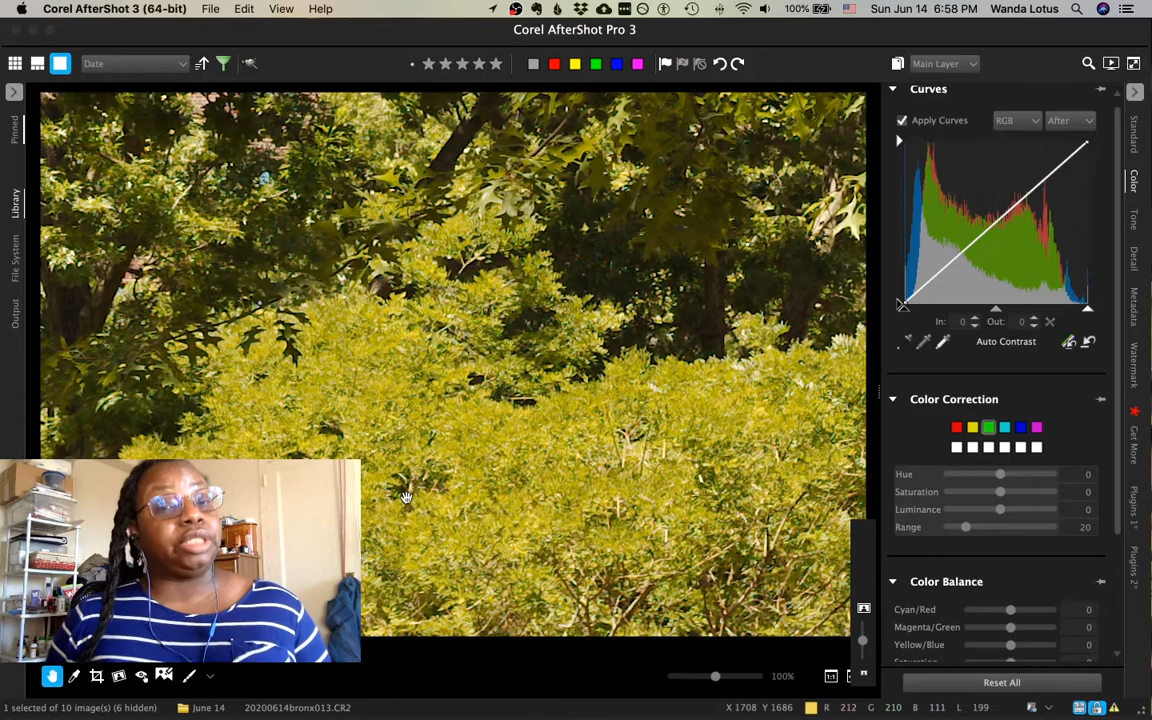 Corel AfterShot 3 (64-bit) File Edit View Help 100% Sun Jun 14 6:58 PM Wanda Lotus
Corel AfterShot Pro 3
Date Main Layer
Pinned
Library
File System
Output
Curves
Apply Curves RGB After
In: 0 Out: 0
Auto Contrast
Color Correction
Hue 0
Saturation 0
Luminance 0
Range 20
Color Balance
Cyan/Red 0
Magenta/Green 0
Yellow/Blue 0
Reset All
Standard
Color
Tone
Detail
Metadata
Watermark
Get More
Plugins 1
Plugins 2
100% 1:1
1 selected of 10 image(s) (6 hidden) June 14 20200614bronx013.CR2 X 1708 Y 1686 R 212 G 210 B 111 L 199